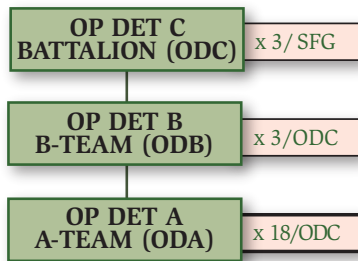 OP DET C
BATTALION (ODC)
x 3/ SFG
OP DET B
B-TEAM (ODB)
x 3/ODC
OP DET A
A-TEAM (ODA)
x 18/ODC